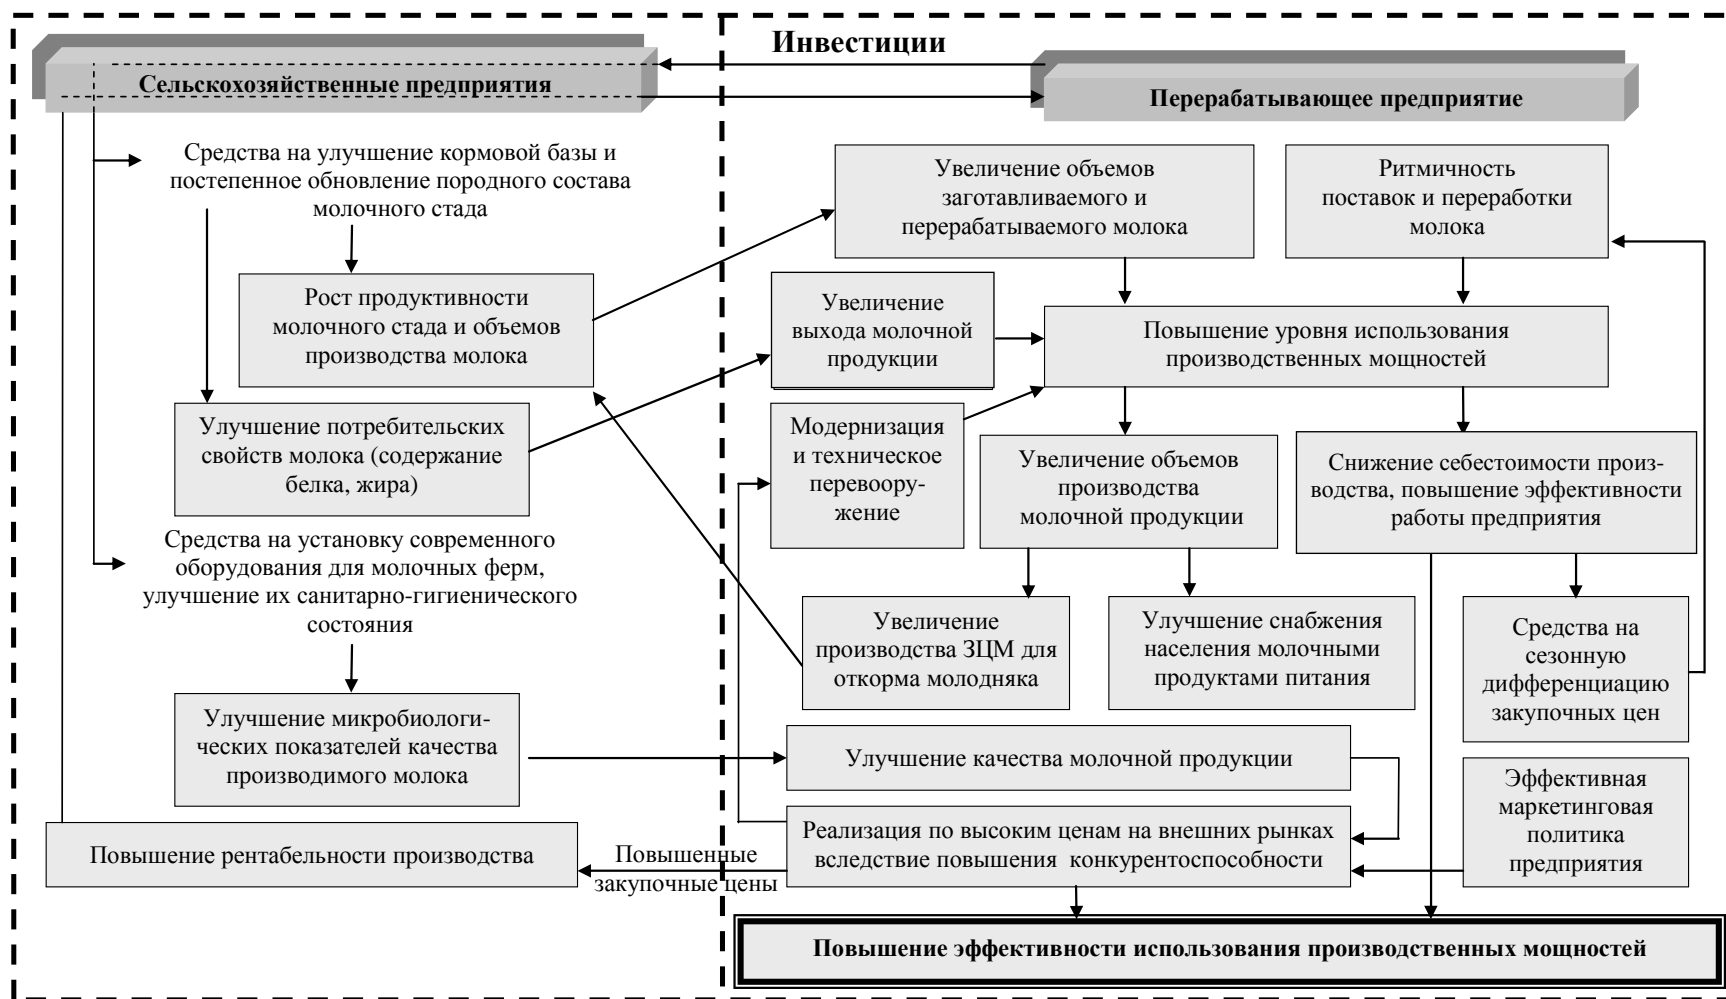 Инвестиции
Сельскохозяйственные предприятия
Перерабатывающее предприятие
Средства на улучшение кормовой базы и
постепенное обновление породного состава
молочного стада
Рост продуктивности
молочного стада и объемов
производства молока
Улучшение потребительских
свойств молока (содержание
белка, жира)
Средства на установку современного
оборудования для молочных ферм,
улучшение их санитарно-гигиенического
состояния
Улучшение микробиологи-
ческих показателей качества
производимого молока
Повышение рентабельности производства
Повышенные
закупочные цены
Увеличение объемов
заготавливаемого и
перерабатываемого молока
Ритмичность
поставок и переработки
молока
Увеличение
выхода молочной
продукции
Повышение уровня использования
производственных мощностей
Модернизация
и техническое
перевоору-
жение
Увеличение объемов
производства
молочной продукции
Снижение себестоимости произ-
водства, повышение эффективности
работы предприятия
Увеличение
производства ЗЦМ для
откорма молодняка
Улучшение снабжения
населения молочными
продуктами питания
Средства на
сезонную
дифференциацию
закупочных цен
Улучшение качества молочной продукции
Эффективная
маркетинговая
политика
предприятия
Реализация по высоким ценам на внешних рынках
вследствие повышения конкурентоспособности
Повышение эффективности использования производственных мощностей